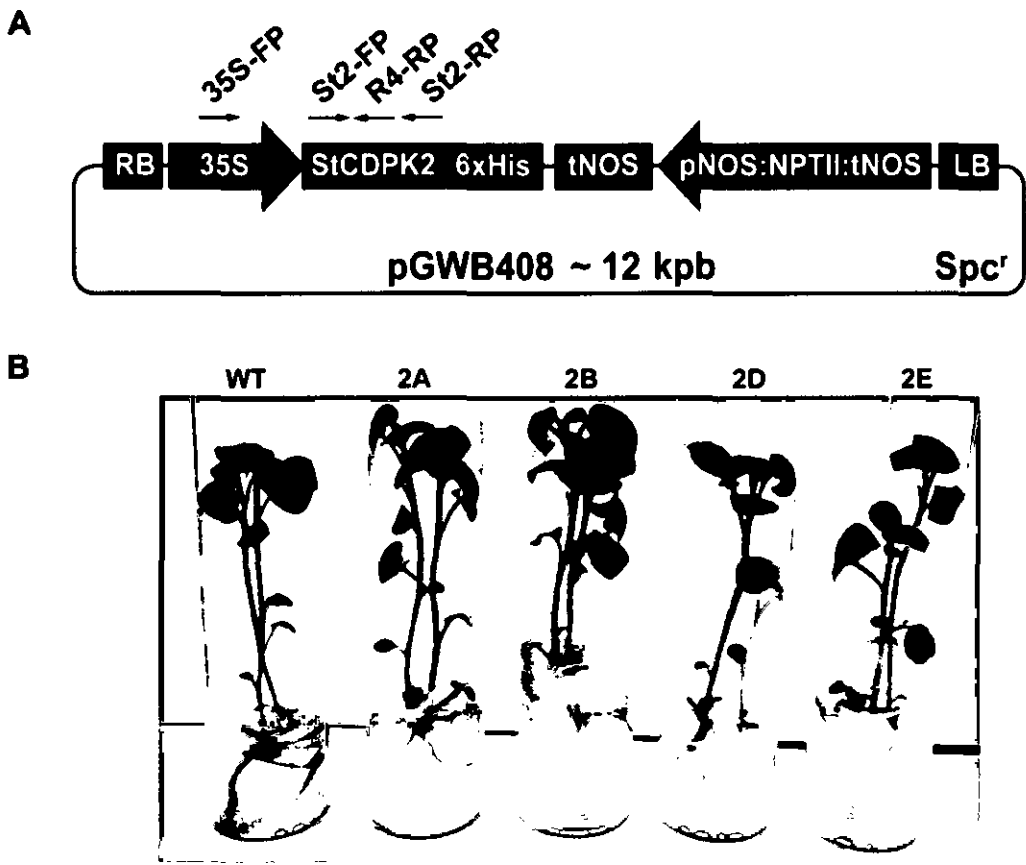 A
35S-FP St2-FP R4-RP St2-RP
RB 35S StCDPK2 6xHis tNOS pNOS:NPTII:tNOS LB
pGWB408 ~ 12 kpb Spcʳ
B
WT 2A 2B 2D 2E